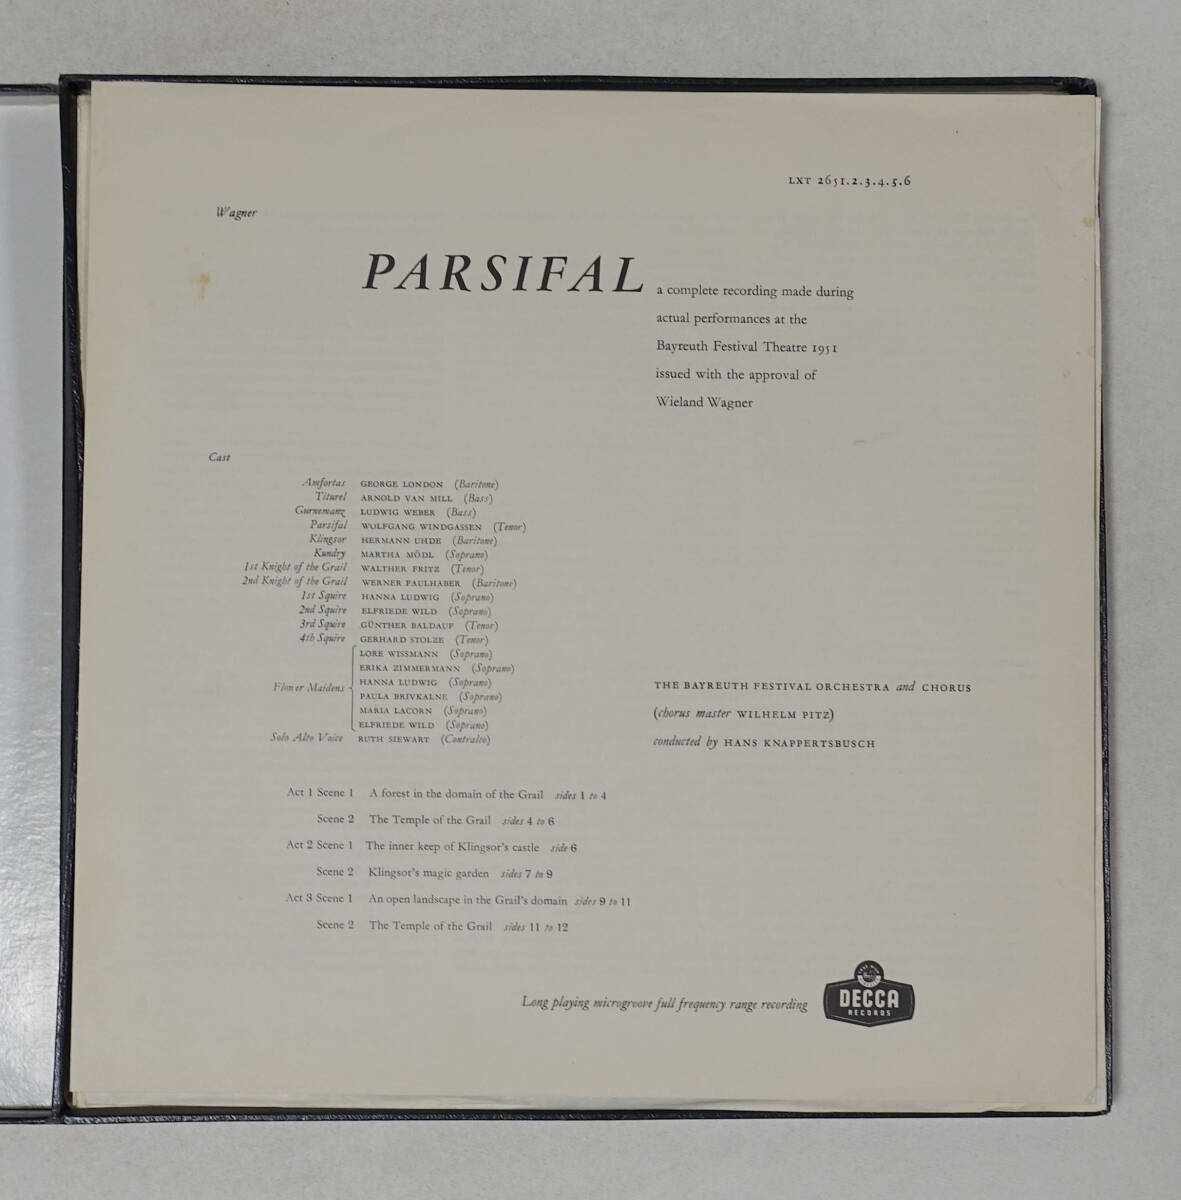 LXT 2651.2.3.4.5.6
Wagner
PARSIFAL
a complete recording made during
actual performances at the
Bayreuth Festival Theatre 1951
issued with the approval of
Wieland Wagner
Cast
Amfortas GEORGE LONDON (Baritone)
Titurel ARNOLD VAN MILL (Bass)
Gurnemanz LUDWIG WEBER (Bass)
Parsifal WOLFGANG WINDGASSEN (Tenor)
Klingsor HERMANN UHDE (Baritone)
Kundry MARTHA MÖDL (Soprano)
1st Knight of the Grail WALTHER FRITZ (Tenor)
2nd Knight of the Grail WERNER FAULHABER (Baritone)
1st Squire HANNA LUDWIG (Soprano)
2nd Squire ELFRIEDE WILD (Soprano)
3rd Squire GÜNTHER BALDAUF (Tenor)
4th Squire GERHARD STOLZE (Tenor)
LORE WISSMANN (Soprano)
ERIKA ZIMMERMANN (Soprano)
Flower Maidens HANNA LUDWIG (Soprano)
PAULA BRIVKALNE (Soprano)
MARIA LACORN (Soprano)
ELFRIEDE WILD (Soprano)
Solo Alto Voice RUTH SIEWART (Contralto)
THE BAYREUTH FESTIVAL ORCHESTRA and CHORUS
(chorus master WILHELM PITZ)
conducted by HANS KNAPPERTSBUSCH
Act 1 Scene 1 A forest in the domain of the Grail sides 1 to 4
Scene 2 The Temple of the Grail sides 4 to 6
Act 2 Scene 1 The inner keep of Klingsor's castle side 6
Scene 2 Klingsor's magic garden sides 7 to 9
Act 3 Scene 1 An open landscape in the Grail's domain sides 9 to 11
Scene 2 The Temple of the Grail sides 11 to 12
Long playing microgroove full frequency range recording
DECCA
RECORDS